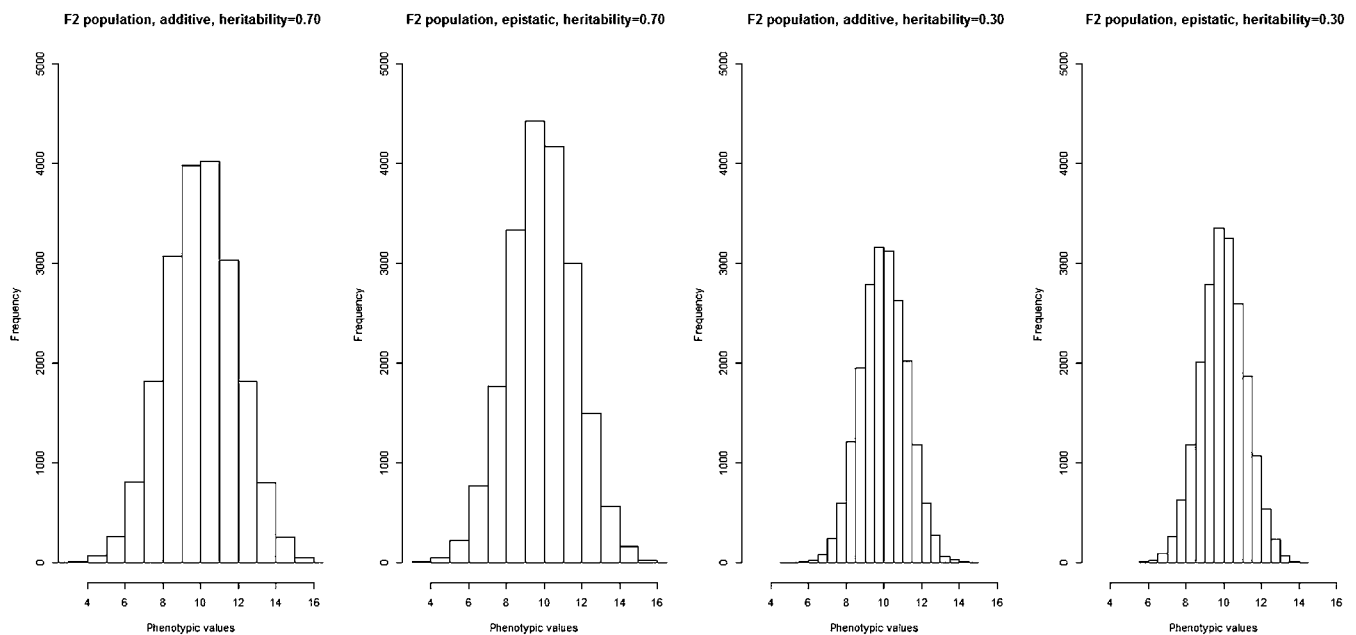 F2 population, additive, heritability=0.70
5000
4000
3000
2000
1000
0
Frequency
4 6 8 10 12 14 16
Phenotypic values
F2 population, epistatic, heritability=0.70
5000
4000
3000
2000
1000
0
Frequency
4 6 8 10 12 14 16
Phenotypic values
F2 population, additive, heritability=0.30
5000
4000
3000
2000
1000
0
Frequency
4 6 8 10 12 14 16
Phenotypic values
F2 population, epistatic, heritability=0.30
5000
4000
3000
2000
1000
0
Frequency
4 6 8 10 12 14 16
Phenotypic values